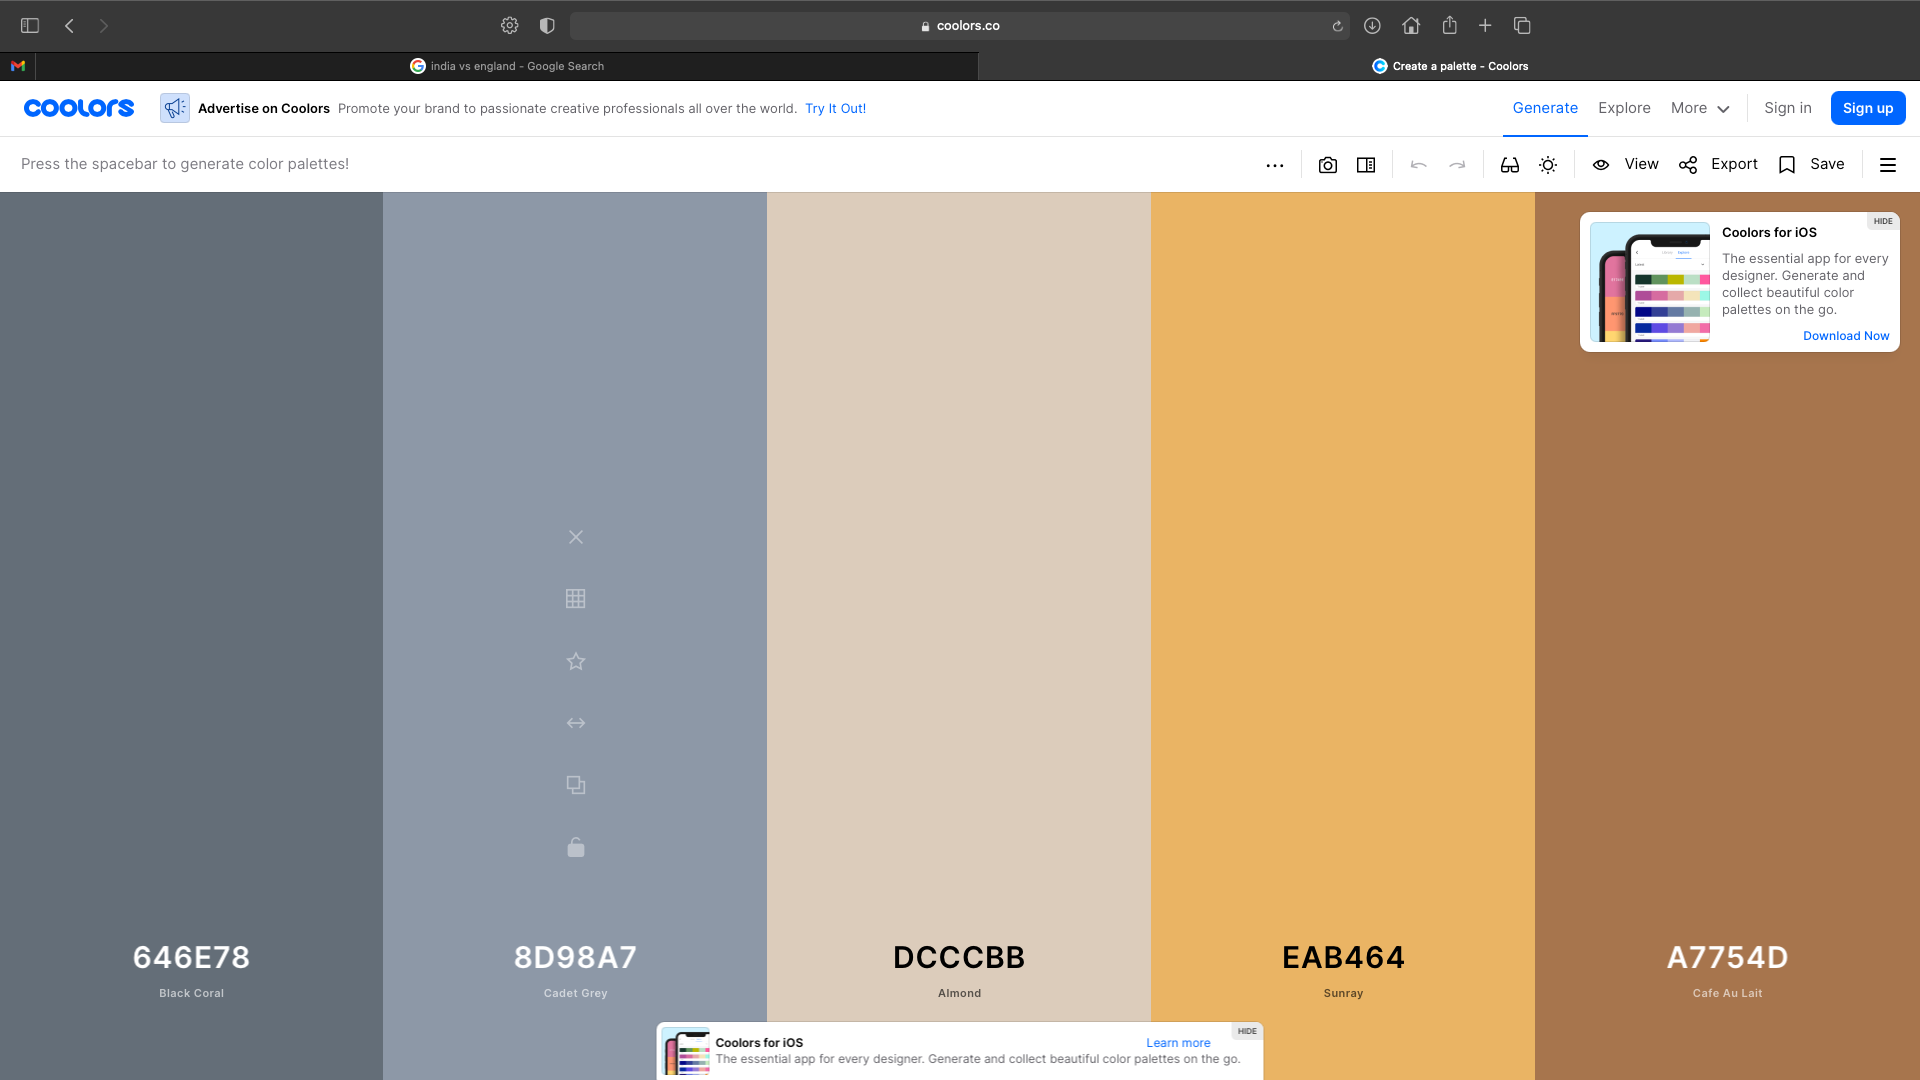 coolors.co
india vs england - Google Search
Create a palette - Coolors
coolors
Advertise on Coolors Promote your brand to passionate creative professionals all over the world. Try It Out!
Generate Explore More Sign in Sign up
Press the spacebar to generate color palettes!
View Export Save
HIDE
Coolors for iOS
The essential app for every
designer. Generate and
collect beautiful color
palettes on the go.
Download Now
646E78 8D98A7 DCCCBB EAB464 A7754D
Black Coral Cadet Grey Almond Sunray Cafe Au Lait
HIDE
Coolors for iOS Learn more
The essential app for every designer. Generate and collect beautiful color palettes on the go.